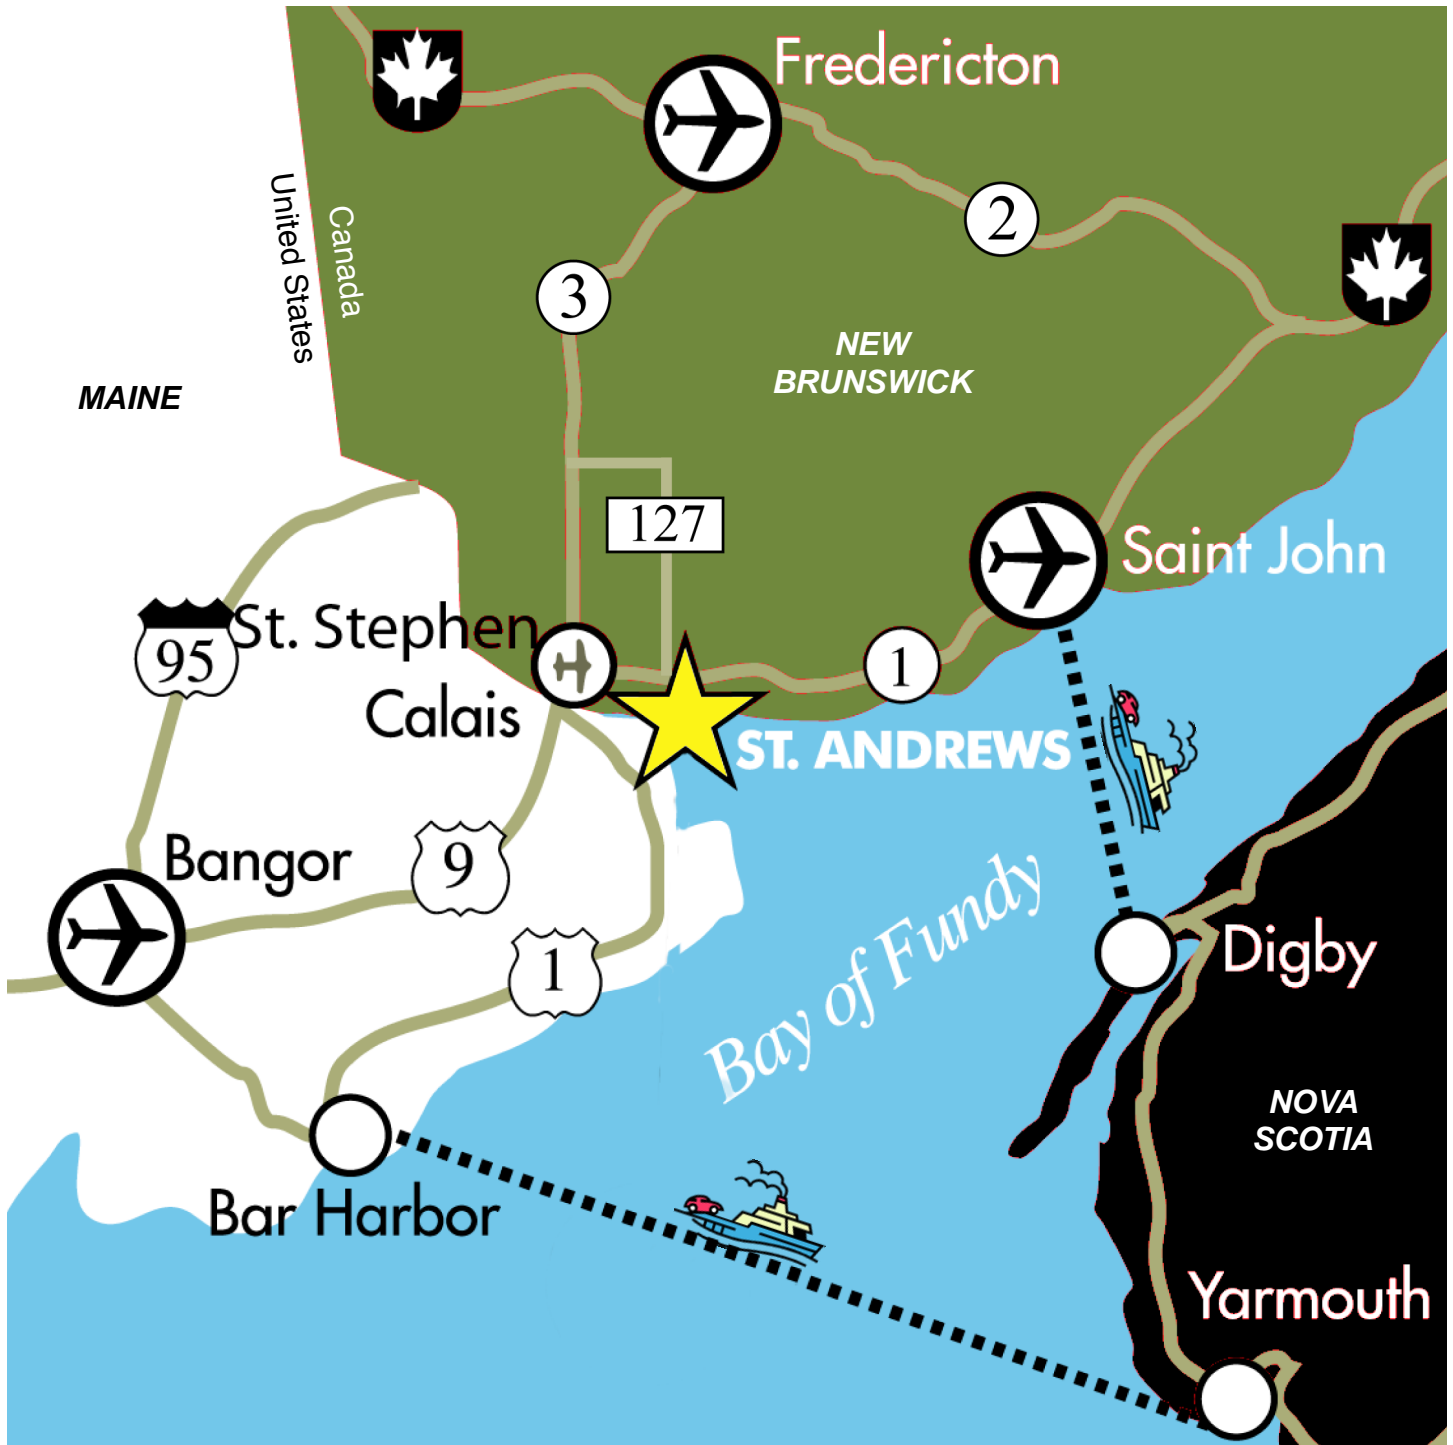 Fredericton
United States
Canada
2
3
NEW
BRUNSWICK
MAINE
127
Saint John
St. Stephen
95
1
Calais
ST. ANDREWS
Bangor
9
Bay of Fundy
Digby
1
NOVA
SCOTIA
Bar Harbor
Yarmouth